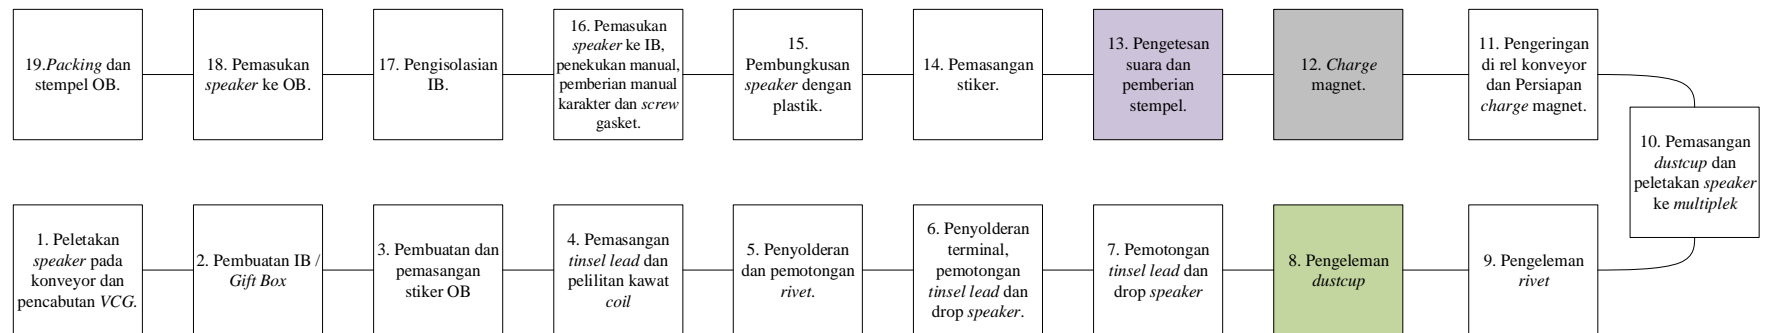 19.Packing dan
stempel OB.
18. Pemasukan
speaker ke OB.
17. Pengisolasian
IB.
16. Pemasukan
speaker ke IB,
penekukan manual,
pemberian manual
karakter dan screw
gasket.
15.
Pembungkusan
speaker dengan
plastik.
14. Pemasangan
stiker.
13. Pengetesan
suara dan
pemberian
stempel.
12. Charge
magnet.
11. Pengeringan
di rel konveyor
dan Persiapan
charge magnet.
10. Pemasangan
dustcup dan
peletakan speaker
ke multiplek
1. Peletakan
speaker pada
konveyor dan
pencabutan VCG.
2. Pembuatan IB /
Gift Box
3. Pembuatan dan
pemasangan
stiker OB
4. Pemasangan
tinsel lead dan
pelilitan kawat
coil
5. Penyolderan
dan pemotongan
rivet.
6. Penyolderan
terminal,
pemotongan
tinsel lead dan
drop speaker.
7. Pemotongan
tinsel lead dan
drop speaker
8. Pengeleman
dustcup
9. Pengeleman
rivet